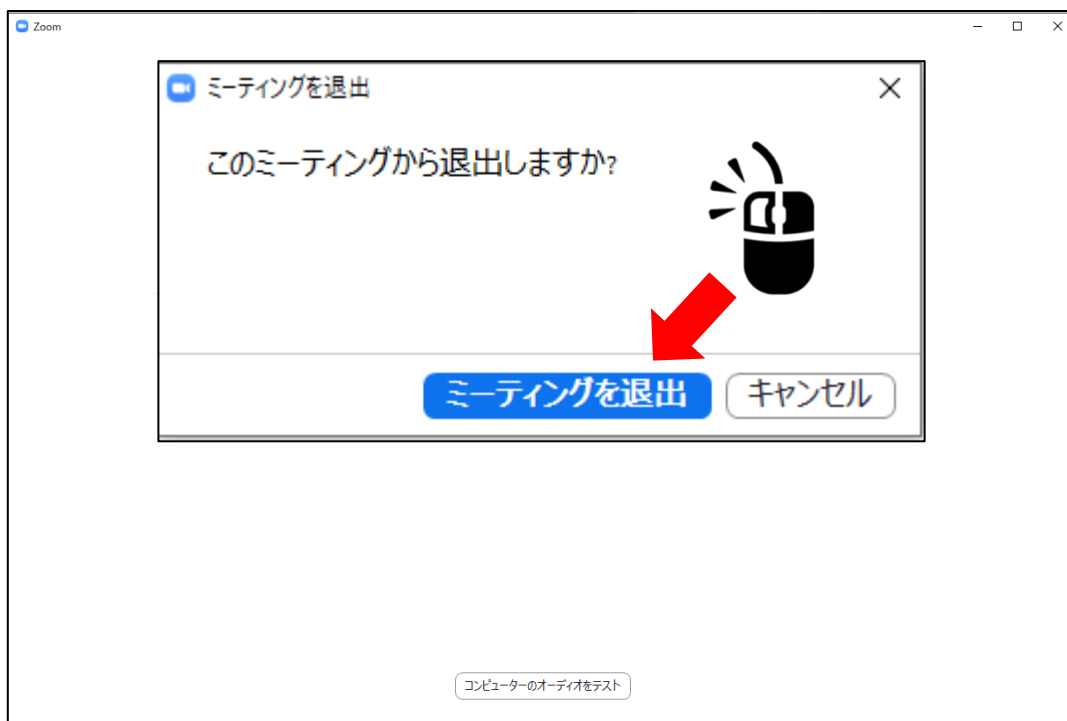 Zoom
ミーティングを退出
このミーティングから退出しますか?
ミーティングを退出 キャンセル
コンピューターのオーディオをテスト